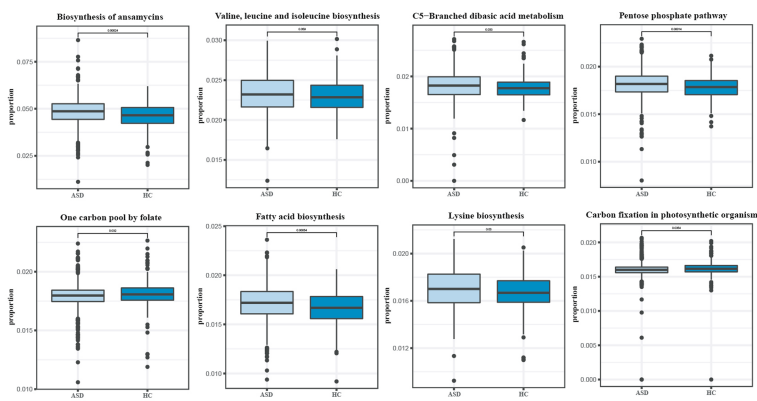 Biosynthesis of ansamycins
0.00024
0.075
0.050
0.025
proportion
ASD
HC
Valine, leucine and isoleucine biosynthesis
0.030
0.025
0.020
0.015
proportion
ASD
HC
C5−Branched dibasic acid metabolism
0.02
0.01
0.00
proportion
ASD
HC
Pentose phosphate pathway
0.020
0.015
0.010
proportion
ASD
HC
One carbon pool by folate
0.020
0.015
0.010
proportion
ASD
HC
Fatty acid biosynthesis
0.025
0.020
0.015
0.010
proportion
ASD
HC
Lysine biosynthesis
0.020
0.016
0.012
proportion
ASD
HC
Carbon fixation in photosynthetic organism
0.020
0.015
0.010
0.005
0.000
proportion
ASD
HC